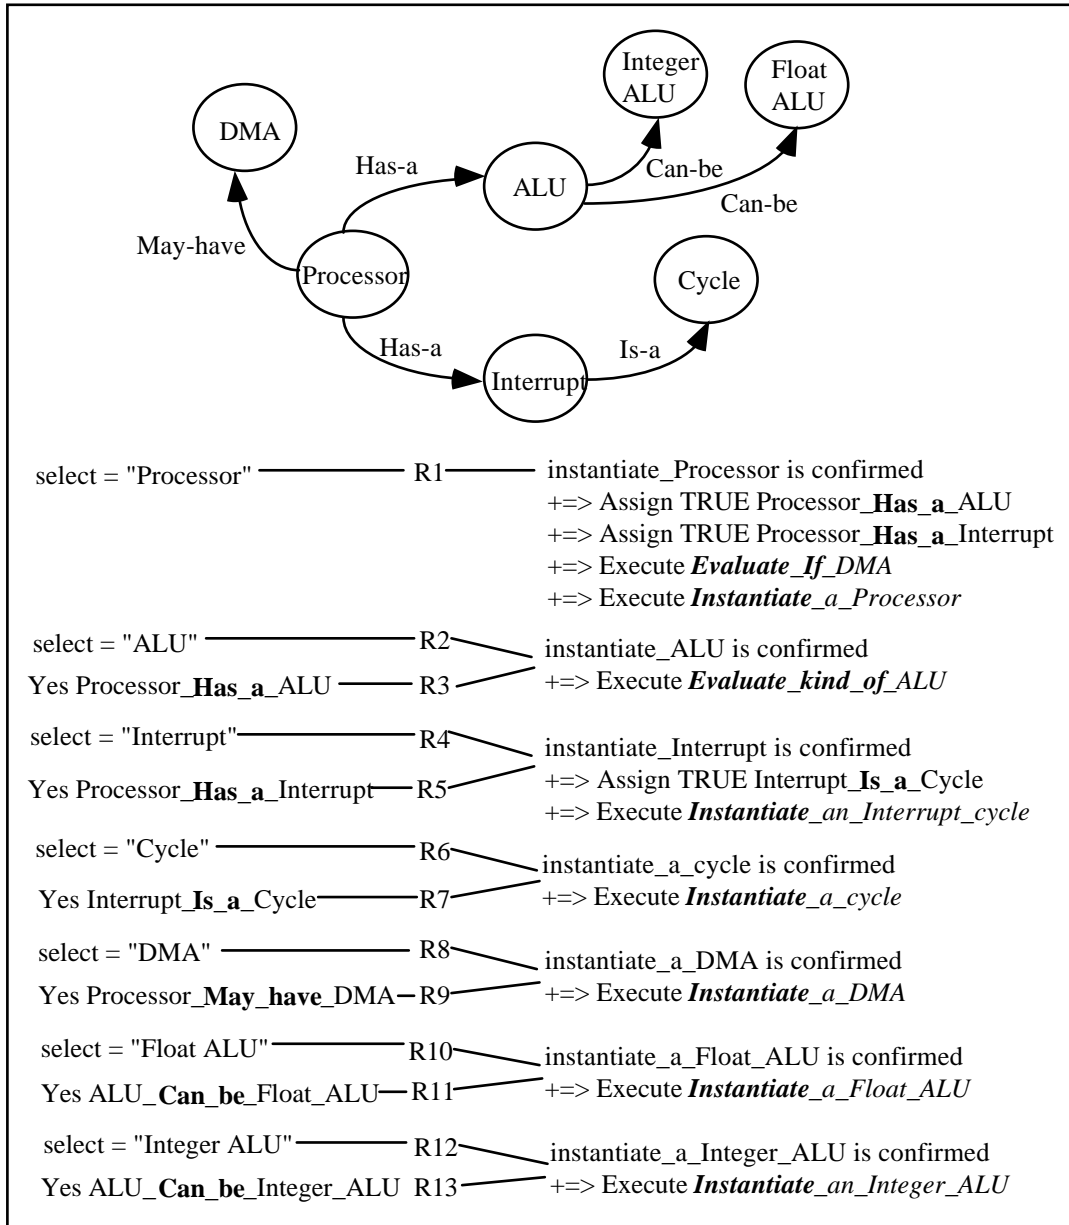 Integer
ALU
Float
ALU
DMA
Has-a
ALU
Can-be
Can-be
May-have
Processor
Cycle
Has-a
Is-a
Interrupt
select = "Processor" R1 instantiate_Processor is confirmed
+=> Assign TRUE Processor_Has_a_ALU
+=> Assign TRUE Processor_Has_a_Interrupt
+=> Execute Evaluate_If_DMA
+=> Execute Instantiate_a_Processor
select = "ALU" R2 instantiate_ALU is confirmed
Yes Processor_Has_a_ALU R3 +=> Execute Evaluate_kind_of_ALU
select = "Interrupt" R4 instantiate_Interrupt is confirmed
Yes Processor_Has_a_Interrupt R5 +=> Assign TRUE Interrupt_Is_a_Cycle
+=> Execute Instantiate_an_Interrupt_cycle
select = "Cycle" R6 instantiate_a_cycle is confirmed
Yes Interrupt_Is_a_Cycle R7 +=> Execute Instantiate_a_cycle
select = "DMA" R8 instantiate_a_DMA is confirmed
Yes Processor_May_have_DMA R9 +=> Execute Instantiate_a_DMA
select = "Float ALU" R10 instantiate_a_Float_ALU is confirmed
Yes ALU_Can_be_Float_ALU R11 +=> Execute Instantiate_a_Float_ALU
select = "Integer ALU" R12 instantiate_a_Integer_ALU is confirmed
Yes ALU_Can_be_Integer_ALU R13 +=> Execute Instantiate_an_Integer_ALU